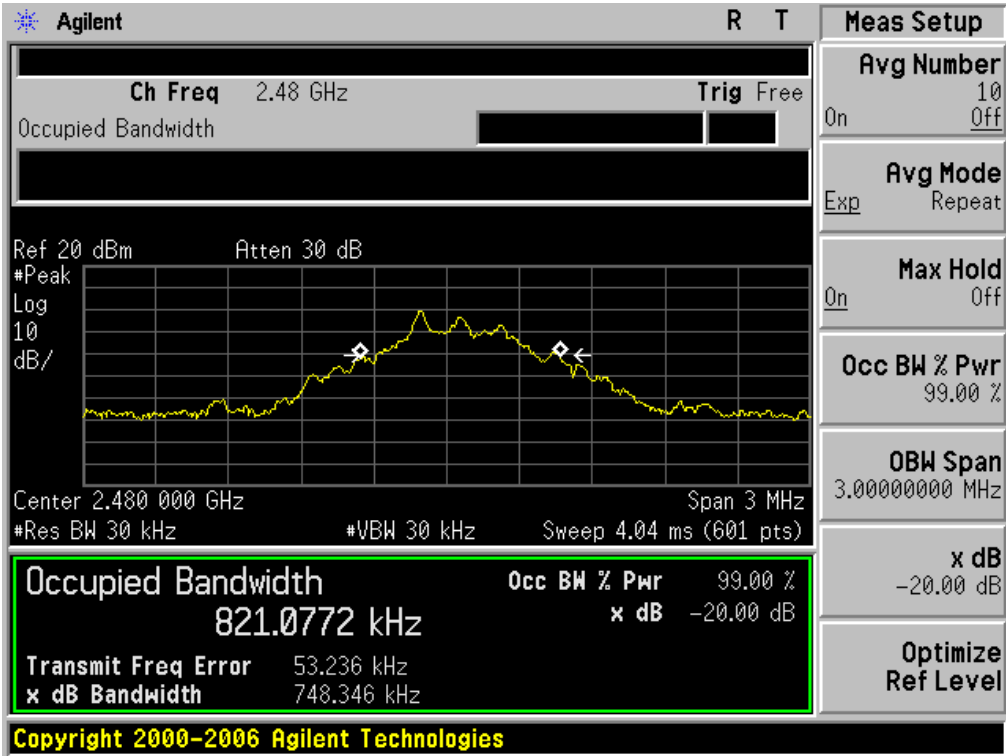 Agilent R T
Ch Freq 2.48 GHz Trig Free
Occupied Bandwidth
Ref 20 dBm Atten 30 dB
#Peak
Log
10
dB/
Center 2.480 000 GHz Span 3 MHz
#Res BW 30 kHz #VBW 30 kHz Sweep 4.04 ms (601 pts)
Occupied Bandwidth Occ BW % Pwr 99.00 %
821.0772 kHz x dB -20.00 dB
Transmit Freq Error 53.236 kHz
x dB Bandwidth 748.346 kHz
Copyright 2000-2006 Agilent Technologies
Meas Setup
Avg Number
10
On Off
Avg Mode
Exp Repeat
Max Hold
On Off
Occ BW % Pwr
99.00 %
OBW Span
3.00000000 MHz
x dB
-20.00 dB
Optimize
Ref Level